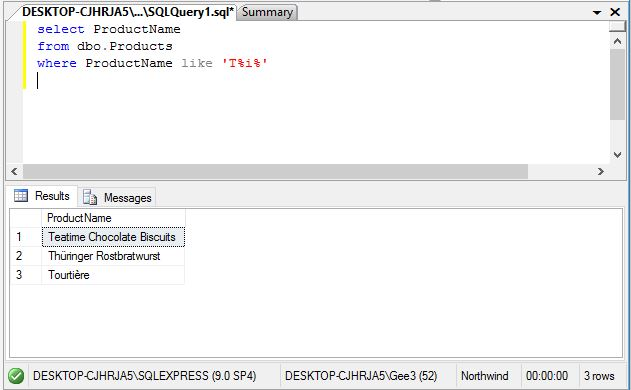 DESKTOP-CJHRJA5\...\SQLQuery1.sql* Summary
select ProductName
from dbo.Products
where ProductName like 'T%i%'
Results Messages
ProductName
1 Teatime Chocolate Biscuits
2 Thüringer Rostbratwurst
3 Tourtière
DESKTOP-CJHRJA5\SQLEXPRESS (9.0 SP4) DESKTOP-CJHRJA5\Gee3 (52) Northwind 00:00:00 3 rows